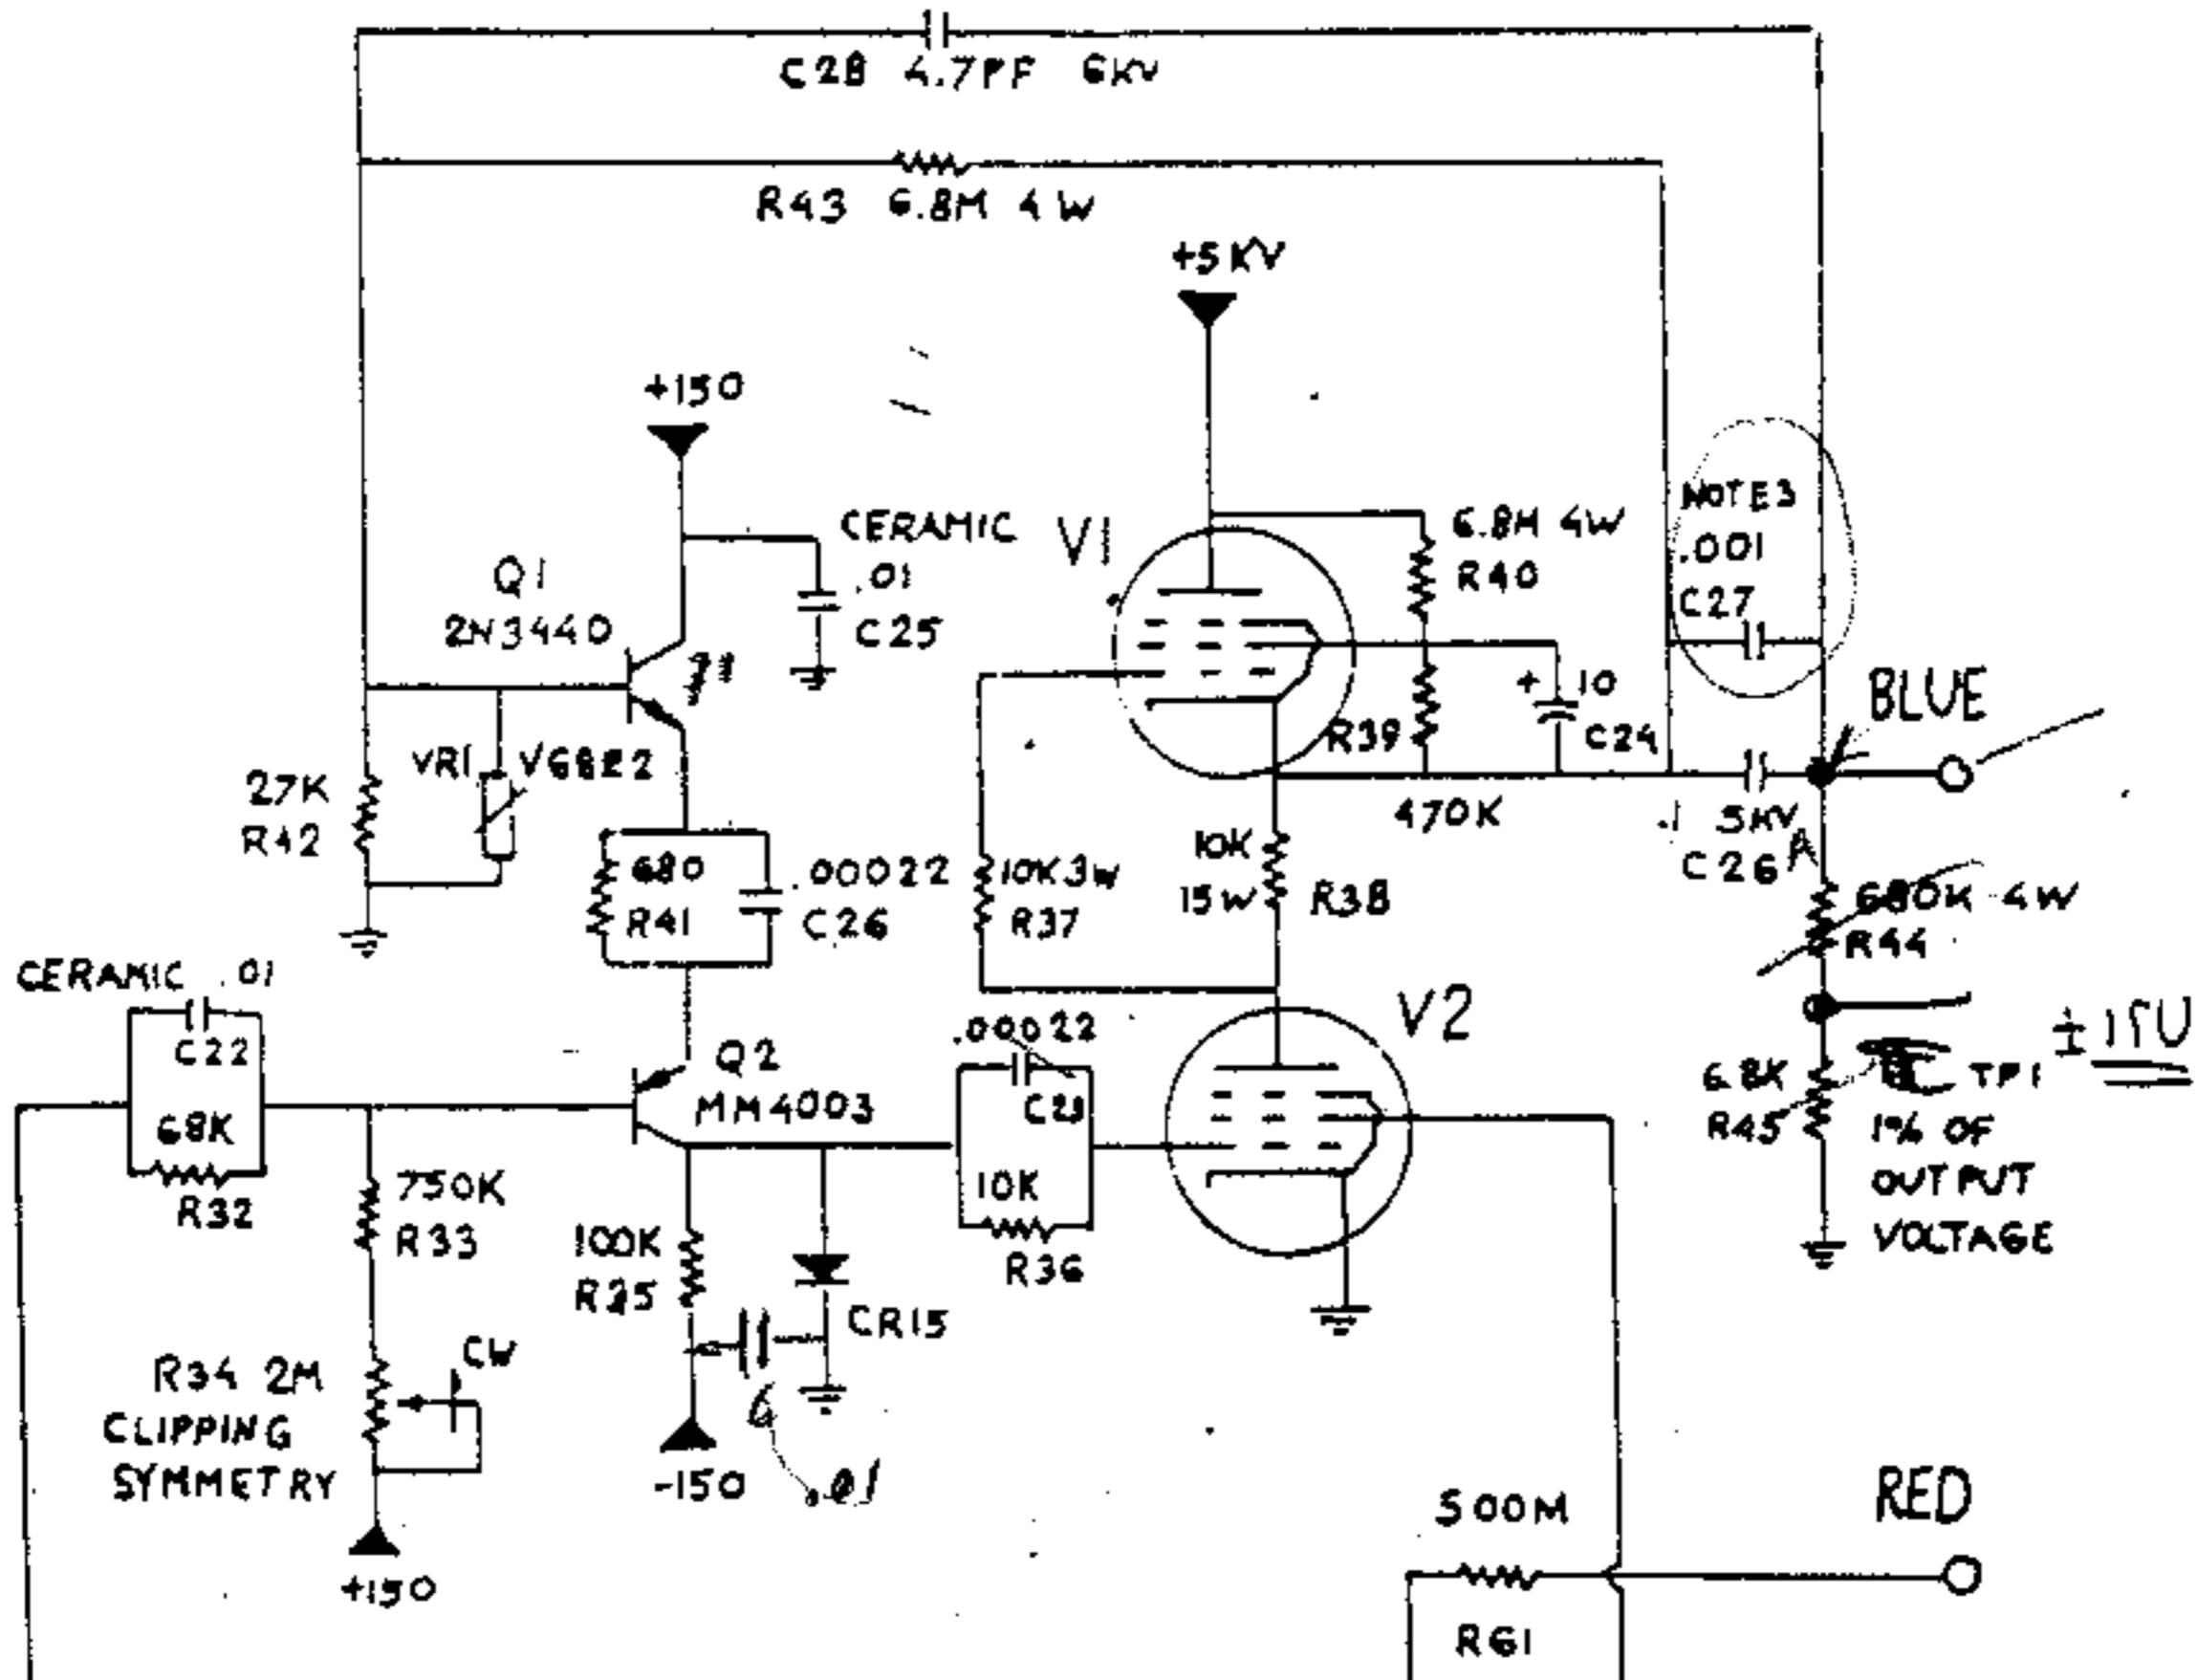 C28 4.7PF 6KV
R43 6.8M 4W
+5KV
+150
CERAMIC
.01
C25
V1
6.8M 4W
R40
NOTE3
.001
C27
Q1
2N3440
BLUE
+ 10
C24
R39
VR1
27K
R42
470K
.1 5KV
C26A
680
R41
.00022
C26
10K3W
R37
10K
15W
R38
680K 4W
R44
CERAMIC .01
C22
68K
R32
Q2
MM4003
.00022
C23
V2
±15V
6.8K
R45
TP1
1% OF
OUTPUT
VOLTAGE
750K
R33
100K
R35
10K
R36
CR15
R34 2M
CW
CLIPPING
SYMMETRY
-150
.01
+150
500M
R61
RED